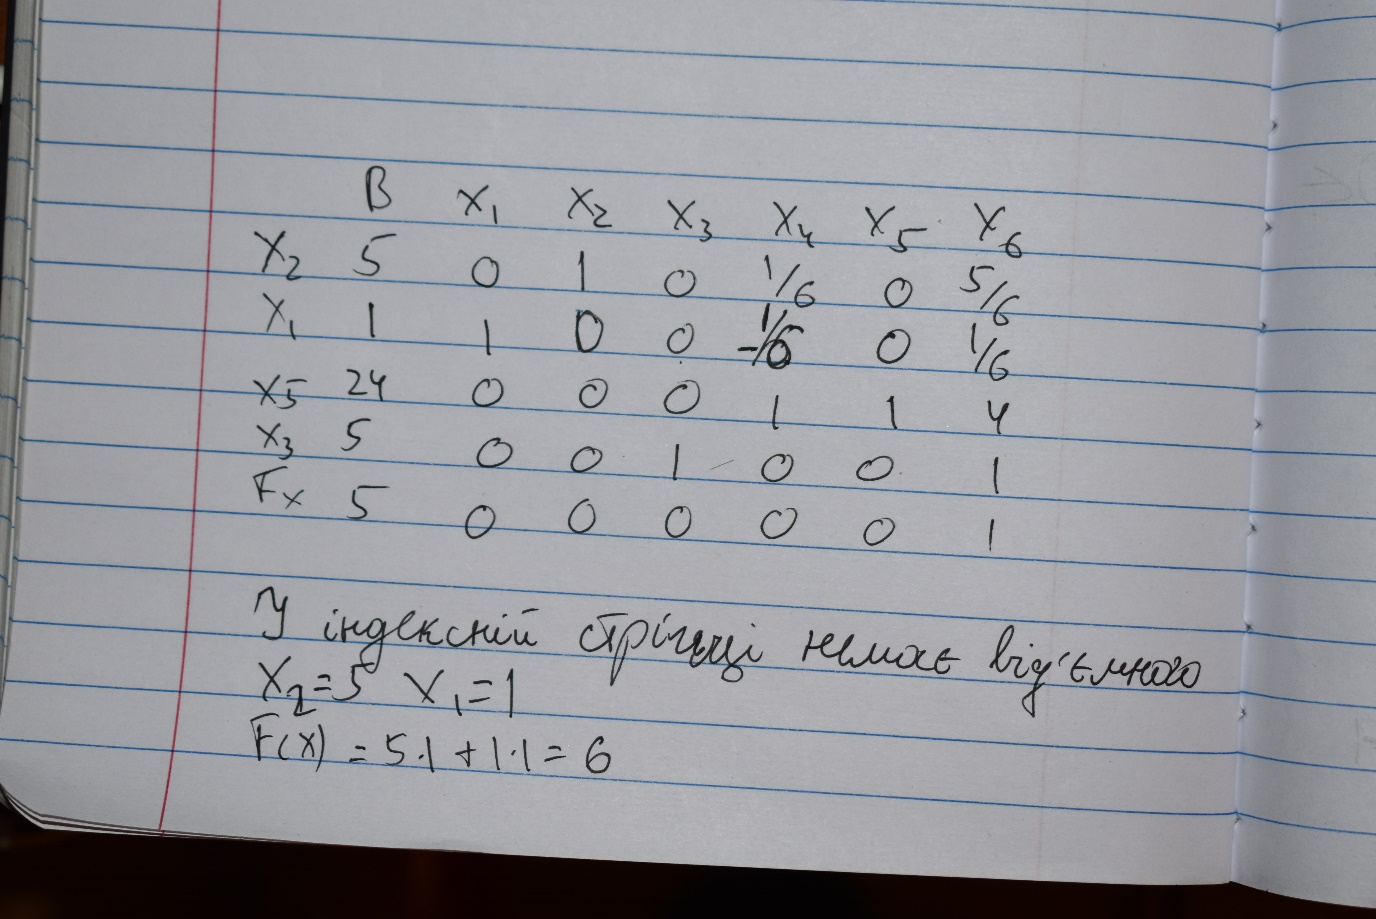 B X₁ X₂ X₃ X₄ X₅ X₆
X₂ 5 0 1 0 1/6 0 5/6
X₁ 1 1 0 0 -1/6 0 1/6
X₅ 24 0 0 0 1 1 4
X₃ 5 0 0 1 0 0 1
Fx 5 0 0 0 0 0 1
У індексній стрічці немає від'ємного
X₂=5 X₁=1
F(X) = 5·1 + 1·1 = 6